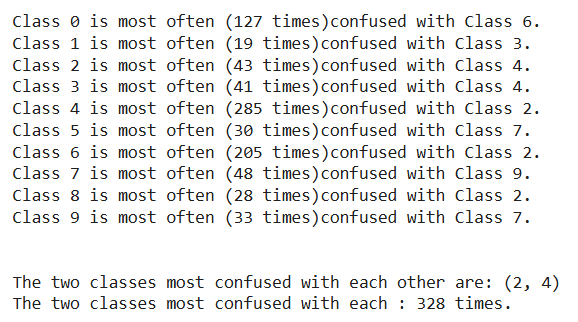 Class 0 is most often (127 times)confused with Class 6.
Class 1 is most often (19 times)confused with Class 3.
Class 2 is most often (43 times)confused with Class 4.
Class 3 is most often (41 times)confused with Class 4.
Class 4 is most often (285 times)confused with Class 2.
Class 5 is most often (30 times)confused with Class 7.
Class 6 is most often (205 times)confused with Class 2.
Class 7 is most often (48 times)confused with Class 9.
Class 8 is most often (28 times)confused with Class 2.
Class 9 is most often (33 times)confused with Class 7.
The two classes most confused with each other are: (2, 4)
The two classes most confused with each : 328 times.